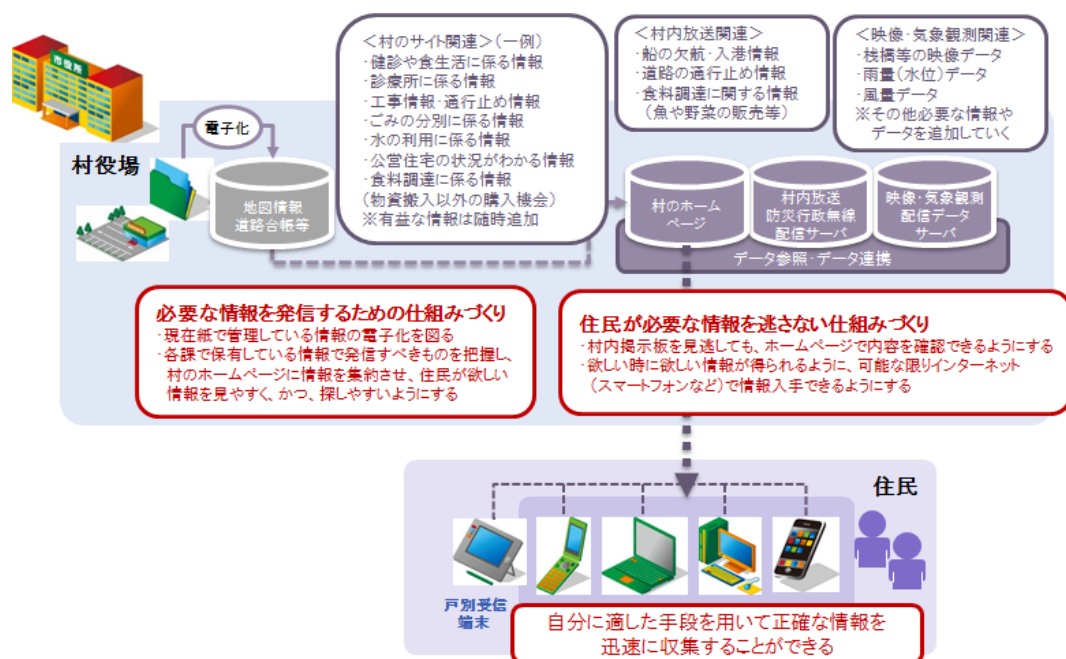 市役所
村役場
電子化
地図情報
道路台帳等
＜村のサイト関連＞(一例)
・健診や食生活に係る情報
・診療所に係る情報
・工事情報・通行止め情報
・ごみの分別に係る情報
・水の利用に係る情報
・公営住宅の状況がわかる情報
・食料調達に係る情報
(物資搬入以外の購入機会)
※有益な情報は随時追加
＜村内放送関連＞
・船の欠航・入港情報
・道路の通行止め情報
・食料調達に関する情報
(魚や野菜の販売等)
＜映像・気象観測関連＞
・桟橋等の映像データ
・雨量(水位)データ
・風量データ
※その他必要な情報や
データを追加していく
村のホーム
ページ
村内放送
防災行政無線
配信サーバ
映像・気象観測
配信データ
サーバ
データ参照・データ連携
必要な情報を発信するための仕組みづくり
・現在紙で管理している情報の電子化を図る
・各課で保有している情報で発信すべきものを把握し、
村のホームページに情報を集約させ、住民が欲しい
情報を見やすく、かつ、探しやすいようにする
住民が必要な情報を逃さない仕組みづくり
・村内掲示板を見逃しても、ホームページで内容を確認できるようにする
・欲しい時に欲しい情報が得られるように、可能な限りインターネット
(スマートフォンなど)で情報入手できるようにする
住民
戸別受信
端末
自分に適した手段を用いて正確な情報を
迅速に収集することができる